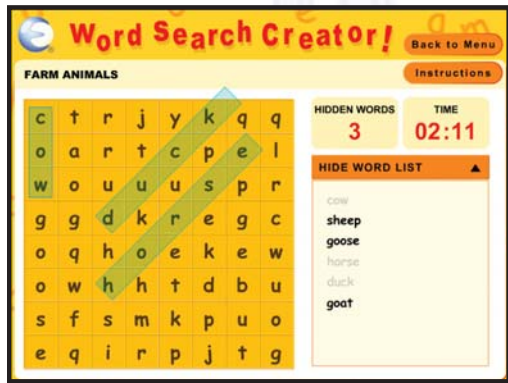 Word Search Creator!
Back to Menu
FARM ANIMALS
Instructions
c t r j y k q q
o a r t c p e l
w o u u u s p r
g g d k r e g c
o q h o e k e w
o w h h t d b u
s f s m k p u o
e q i r p j t g
HIDDEN WORDS
3
TIME
02:11
HIDE WORD LIST
cow
sheep
goose
horse
duck
goat